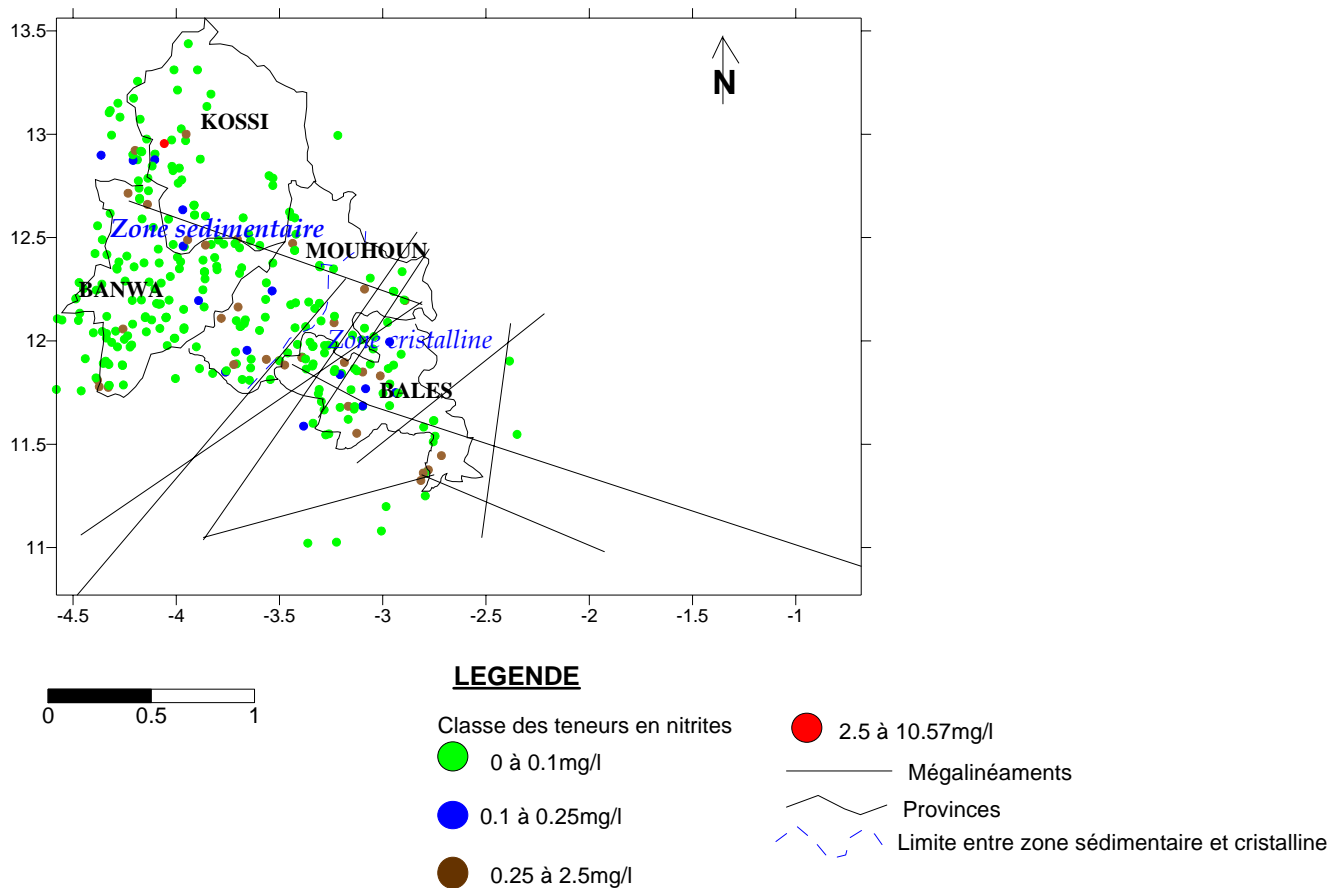 13.5
13
12.5
12
11.5
11
N
KOSSI
Zone sédimentaire
MOUHOUN
BANWA
Zone cristalline
BALES
-4.5
-4
-3.5
-3
-2.5
-2
-1.5
-1
0
0.5
1
LEGENDE
Classe des teneurs en nitrites
0 à 0.1mg/l
0.1 à 0.25mg/l
0.25 à 2.5mg/l
2.5 à 10.57mg/l
Mégalinéaments
Provinces
Limite entre zone sédimentaire et cristalline